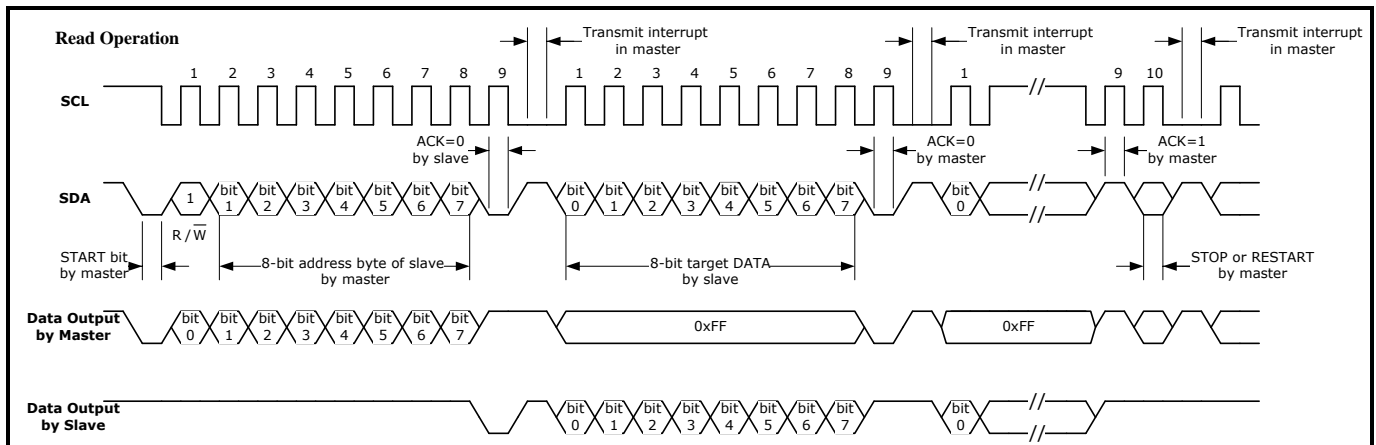 Read Operation
Transmit interrupt
in master
Transmit interrupt
in master
Transmit interrupt
in master
1 2 3 4 5 6 7 8 9 1 2 3 4 5 6 7 8 9 1 // 9 10
SCL
ACK=0
by slave
ACK=0
by master
ACK=1
by master
SDA
1 bit 1 bit 2 bit 3 bit 4 bit 5 bit 6 bit 7 bit 0 bit 1 bit 2 bit 3 bit 4 bit 5 bit 6 bit 7 bit 0 //
//
R/W̅
START bit
by master
8-bit address byte of slave
by master
8-bit target DATA
by slave
STOP or RESTART
by master
Data Output
by Master
bit 0 bit 1 bit 2 bit 3 bit 4 bit 5 bit 6 bit 7 0xFF 0xFF
Data Output
by Slave
bit 0 bit 1 bit 2 bit 3 bit 4 bit 5 bit 6 bit 7 bit 0 //
//